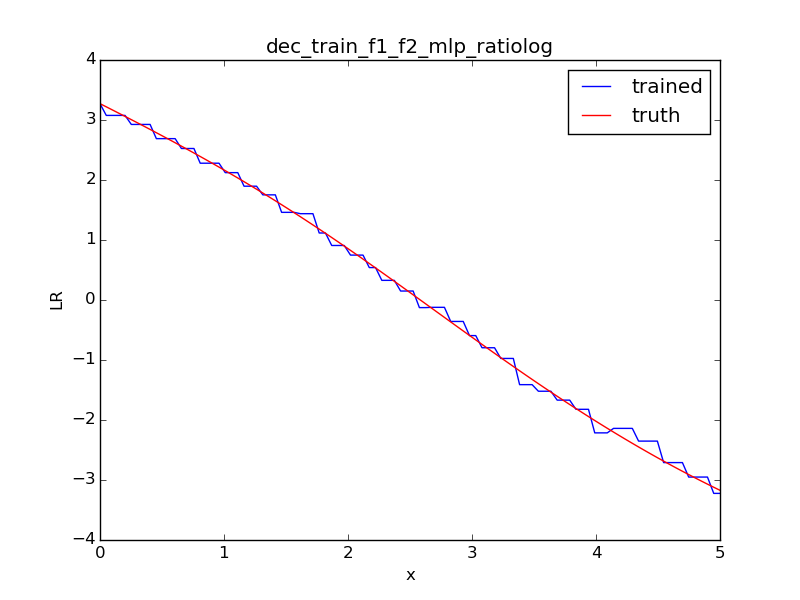 dec_train_f1_f2_mlp_ratiolog
trained
truth
4
3
2
1
0
−1
−2
−3
−4
LR
0 1 2 3 4 5
x